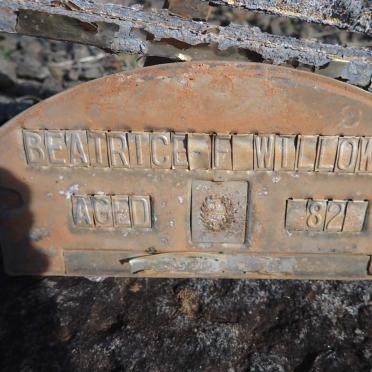 BEATRICE F WILLOW
AGED 82